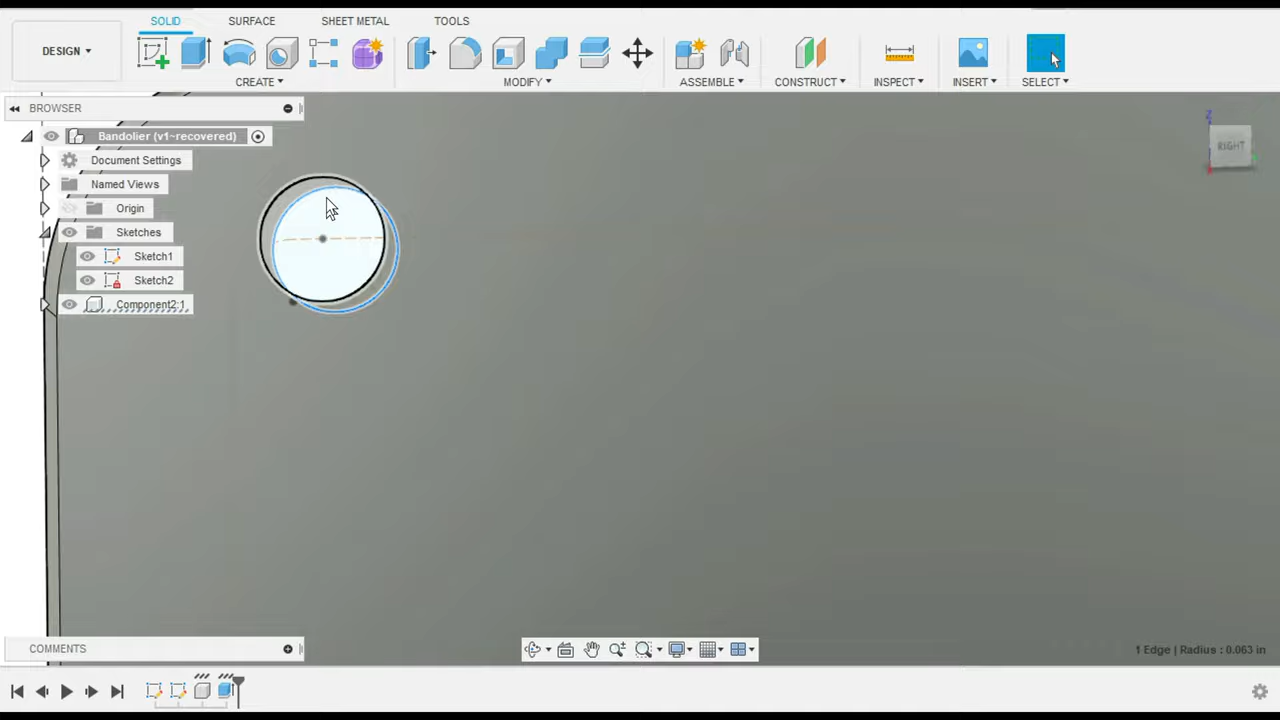 SOLID SURFACE SHEET METAL TOOLS
DESIGN
CREATE MODIFY ASSEMBLE CONSTRUCT INSPECT INSERT SELECT
BROWSER
Bandolier (v1~recovered)
Document Settings
Named Views
Origin
Sketches
Sketch1
Sketch2
Component2:1
RIGHT
Z
COMMENTS
1 Edge | Radius : 0.063 in